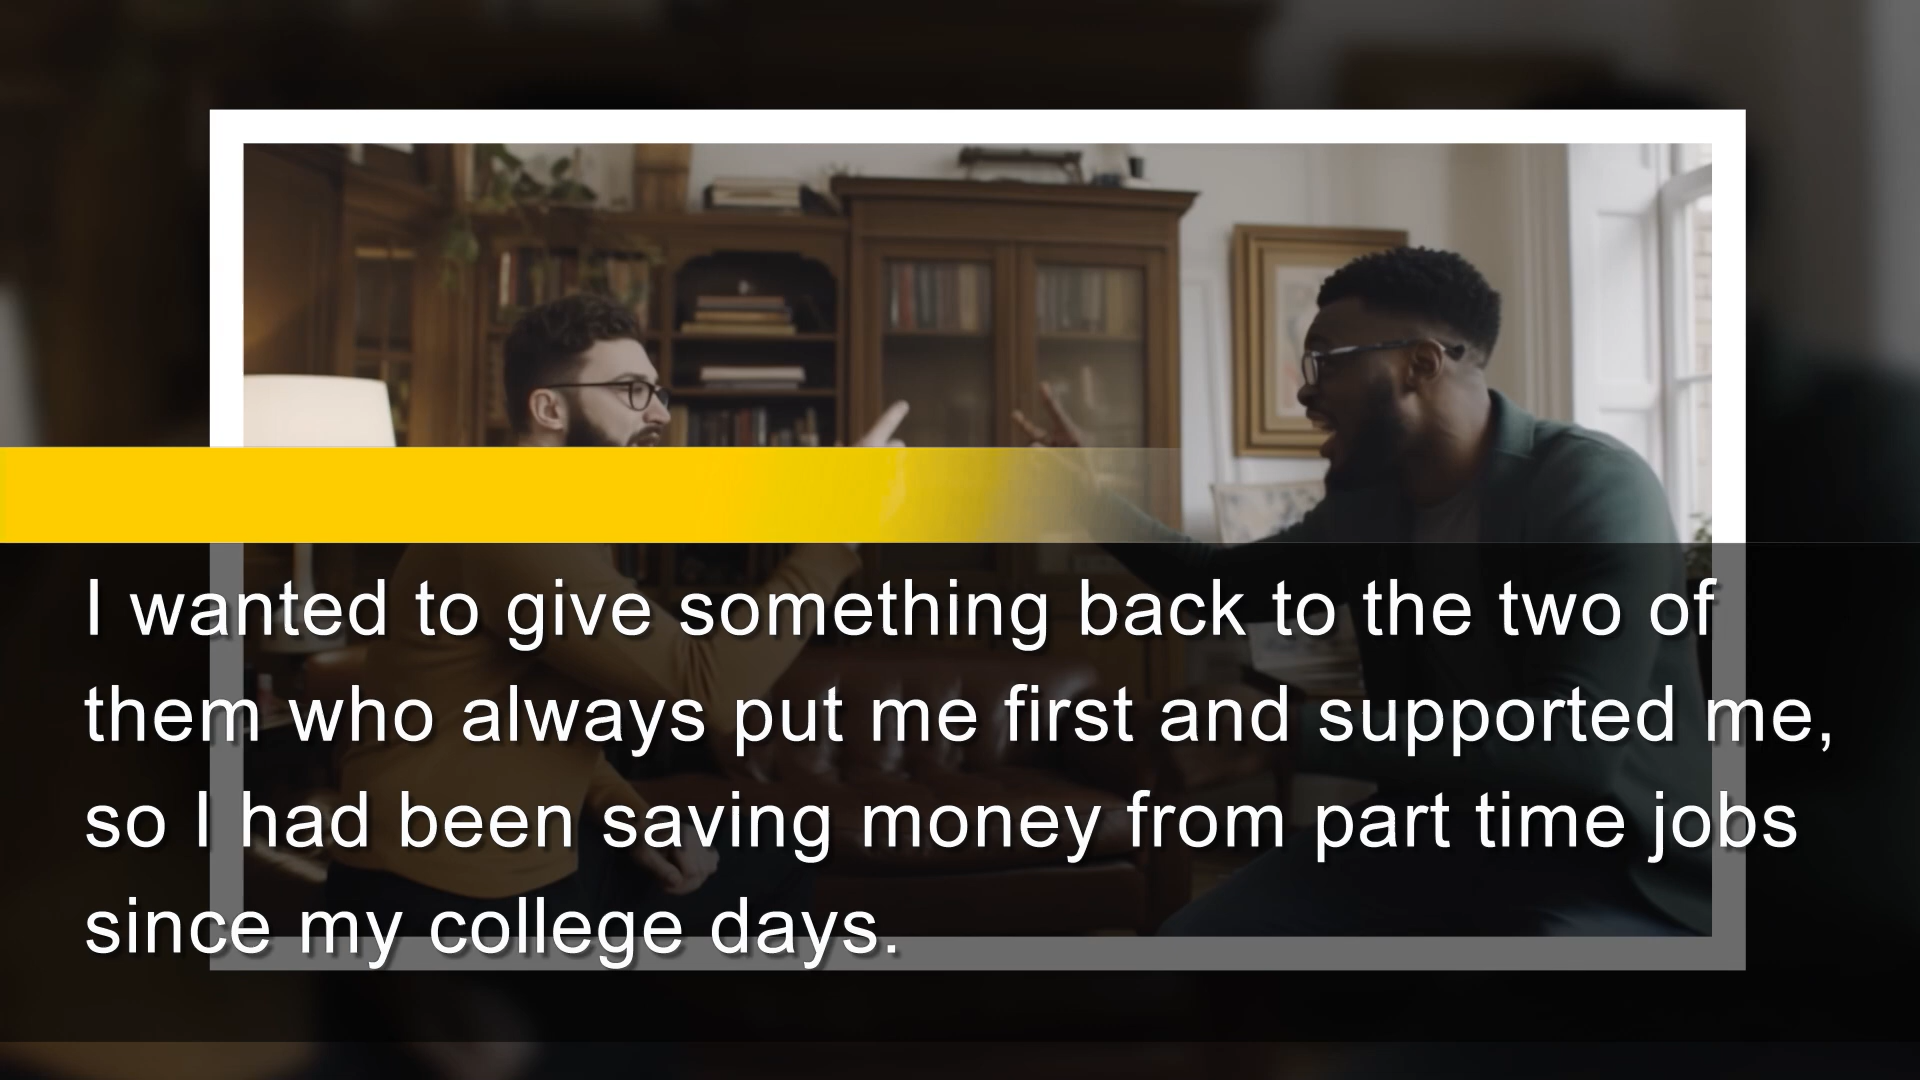 I wanted to give something back to the two of
them who always put me first and supported me,
so I had been saving money from part time jobs
since my college days.